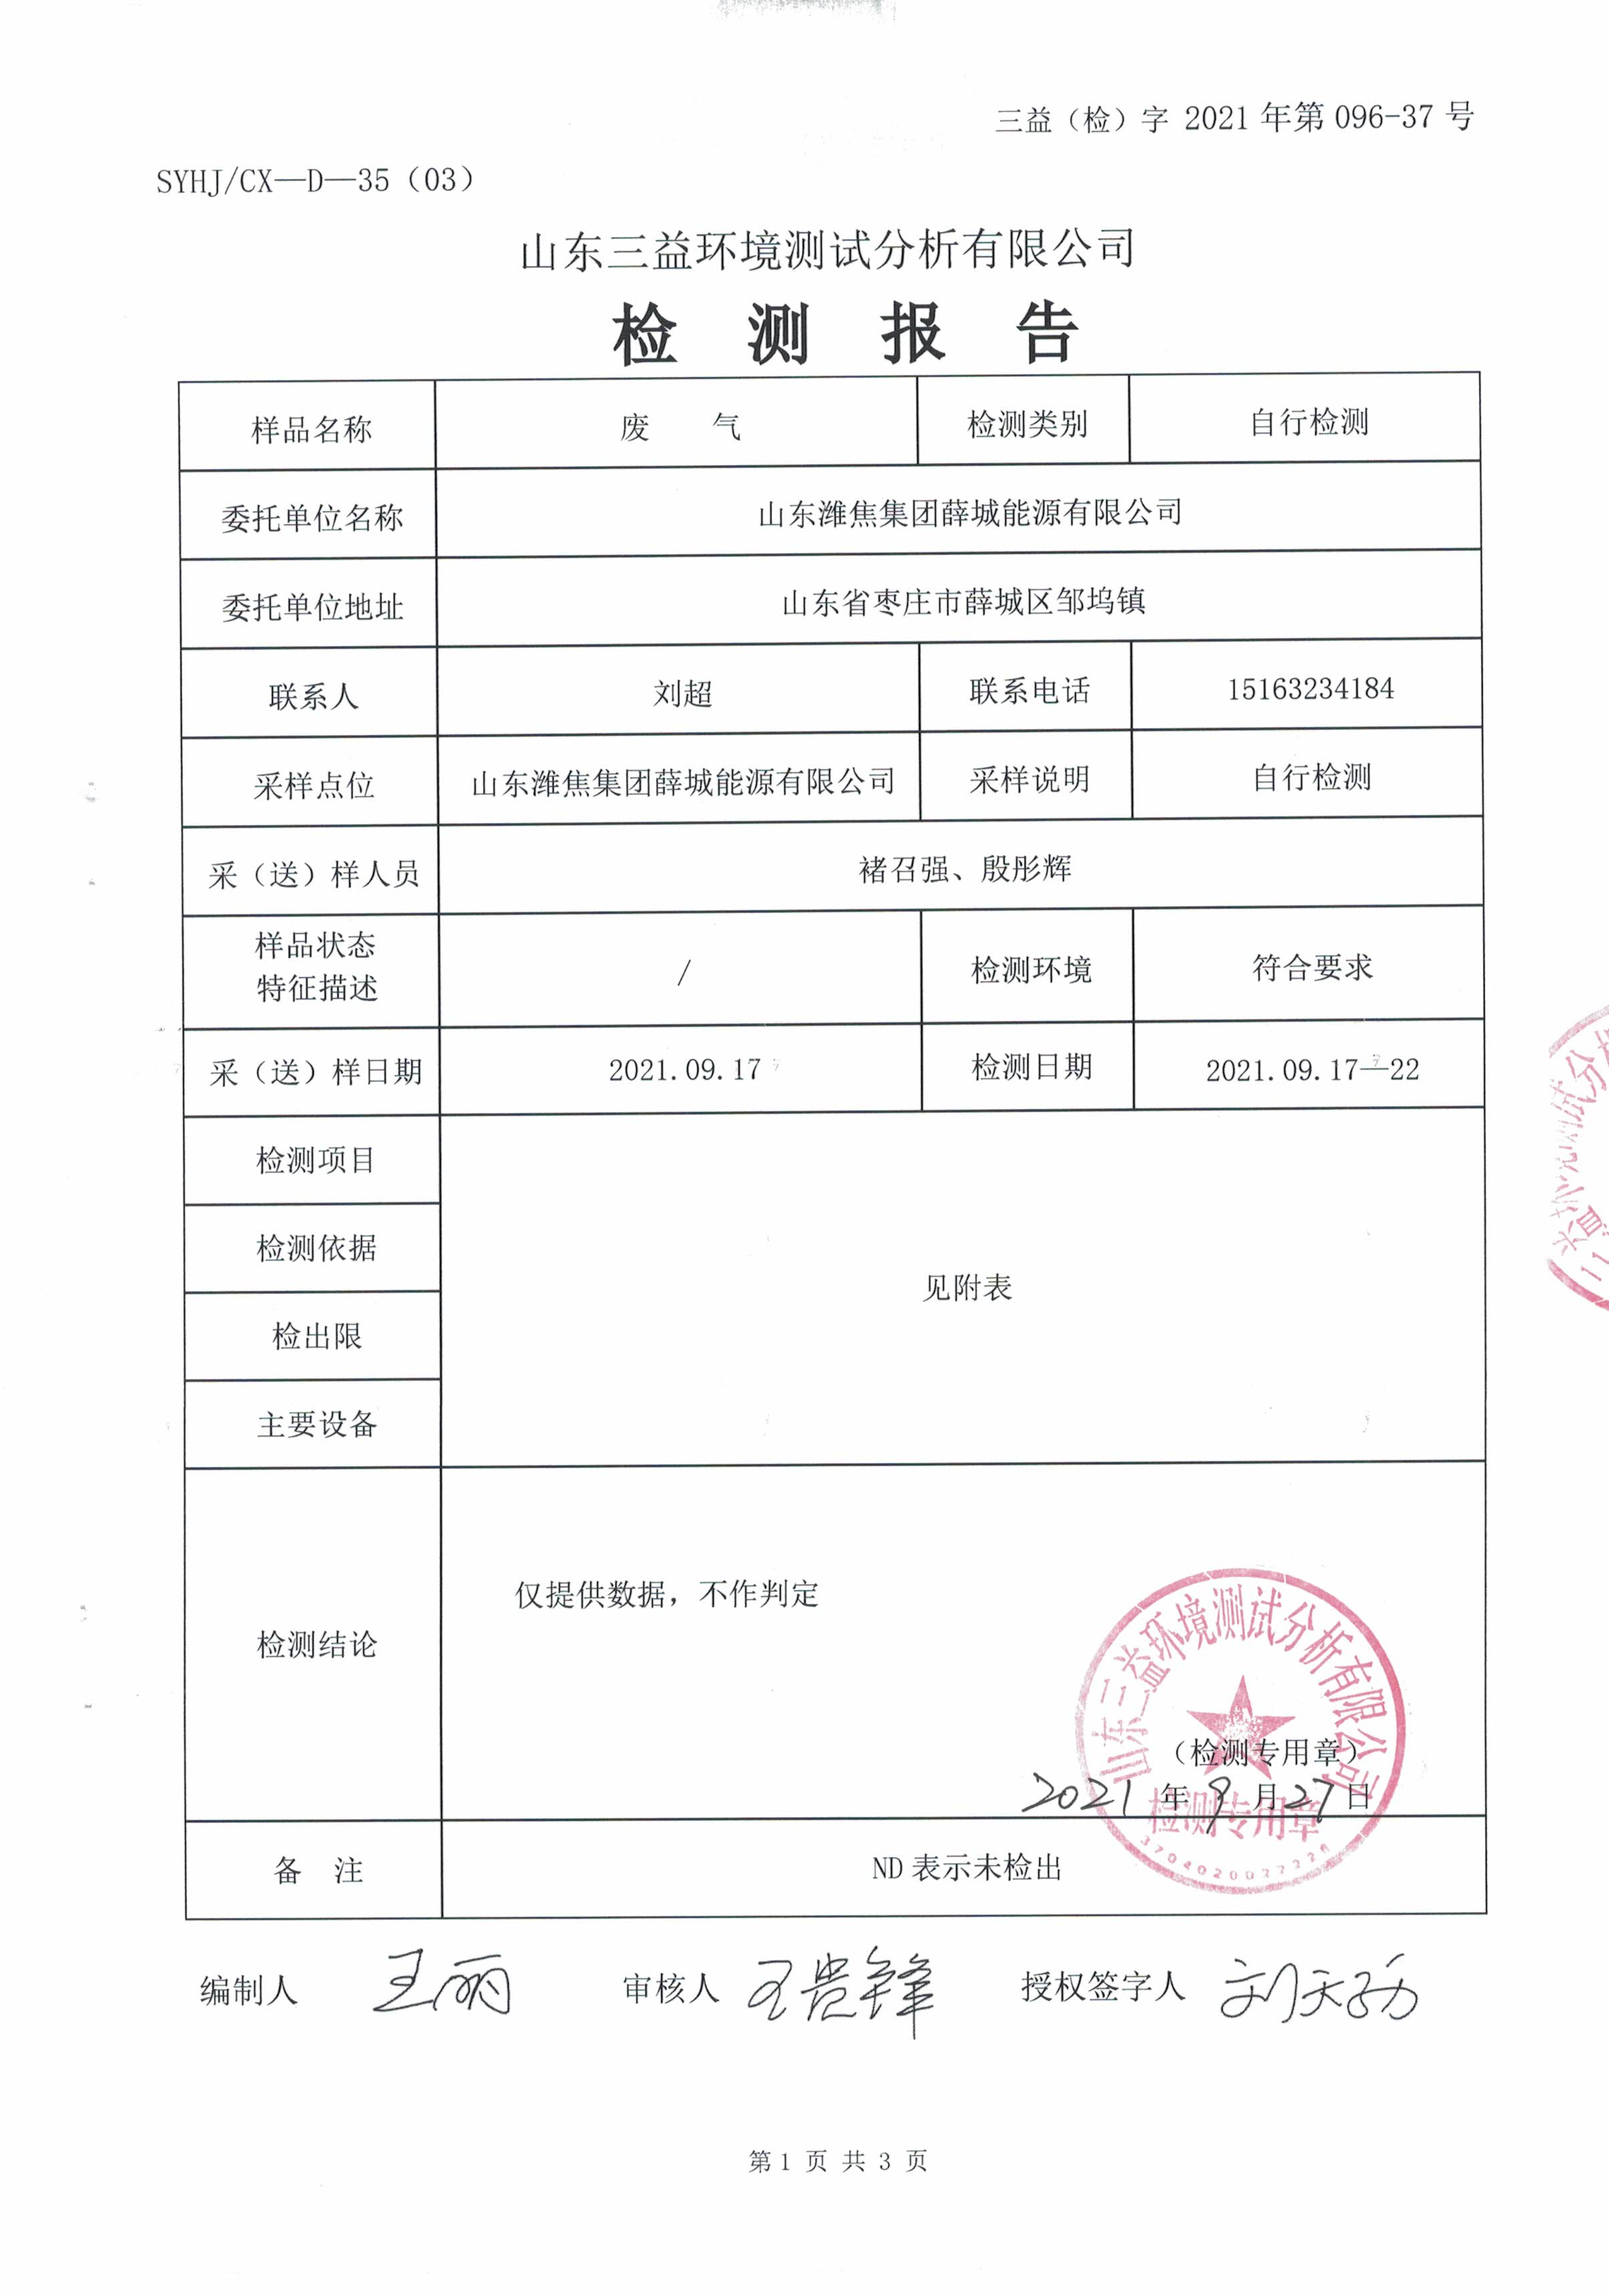 三益（检）字 2021 年第 096-37 号
SYHJ/CX—D—35（03）
山东三益环境测试分析有限公司
检 测 报 告
样品名称 废 气 检测类别 自行检测
委托单位名称 山东潍焦集团薛城能源有限公司
委托单位地址 山东省枣庄市薛城区邹坞镇
联系人 刘超 联系电话 15163234184
采样点位 山东潍焦集团薛城能源有限公司 采样说明 自行检测
采（送）样人员 褚召强、殷彤辉
样品状态
特征描述 / 检测环境 符合要求
采（送）样日期 2021.09.17 检测日期 2021.09.17—22
检测项目
检测依据
见附表
检出限
主要设备
仅提供数据，不作判定
检测结论
山东三益环境测试分析有限公司
（检测专用章）
2021 年 9 月 27 日
检测专用章
备 注 ND 表示未检出
编制人 王丽 审核人 王贵锋 授权签字人
第 1 页 共 3 页